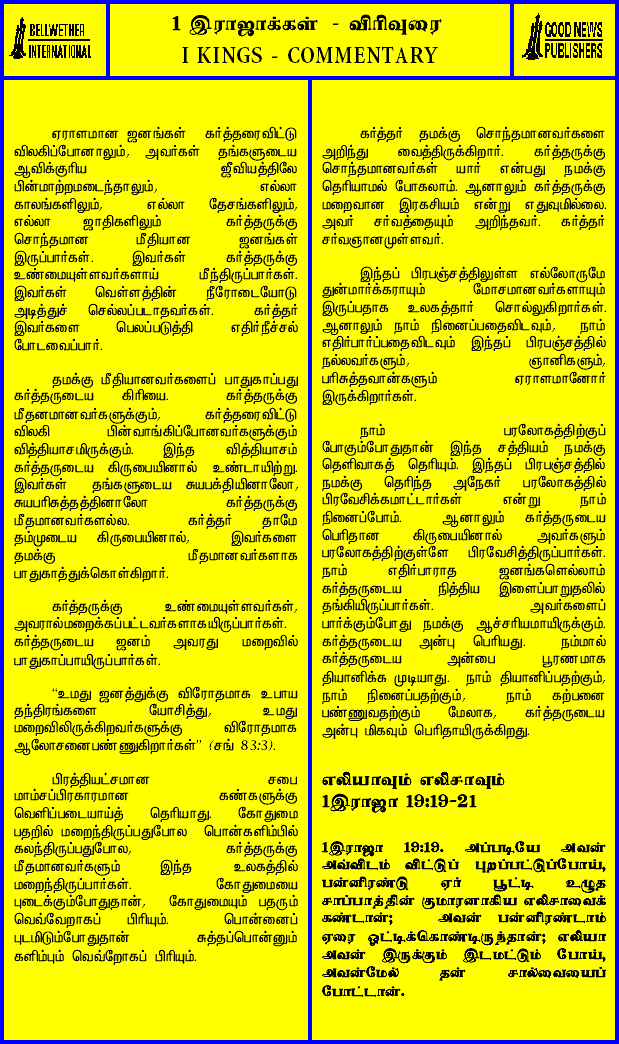 BELLWETHER
INTERNATIONAL
1 இராஜாக்கள் - விரிவுரை
I KINGS - COMMENTARY
GOOD NEWS
PUBLISHERS
ஏராளமான ஜனங்கள் கர்த்தரைவிட்டு
விலகிப்போனாலும், அவர்கள் தங்களுடைய
ஆவிக்குரிய ஜீவியத்திலே
பின்மாற்றமடைந்தாலும், எல்லா
காலங்களிலும், எல்லா தேசங்களிலும்,
எல்லா ஜாதிகளிலும் கர்த்தருக்கு
சொந்தமான மீதியான ஜனங்கள்
இருப்பார்கள். இவர்கள் கர்த்தருக்கு
உண்மையுள்ளவர்களாய் மீந்திருப்பார்கள்.
இவர்கள் வெள்ளத்தின் நீரோடையோடு
அடித்துச் செல்லப்படாதவர்கள். கர்த்தர்
இவர்களை பெலப்படுத்தி எதிர்நீச்சல்
போடவைப்பார்.
தமக்கு மீதியானவர்களைப் பாதுகாப்பது
கர்த்தருடைய கிரியை. கர்த்தருக்கு
மீதனமானவர்களுக்கும், கர்த்தரைவிட்டு
விலகி பின்வாங்கிப்போனவர்களுக்கும்
வித்தியாசமிருக்கும். இந்த வித்தியாசம்
கர்த்தருடைய கிருபையினால் உண்டாயிற்று.
இவர்கள் தங்களுடைய சுயபக்தியினாலோ,
சுயபரிசுத்தத்தினாலோ கர்த்தருக்கு
மீதமானவர்களல்ல. கர்த்தர் தாமே
தம்முடைய கிருபையினால், இவர்களை
தமக்கு மீதமானவர்களாக
பாதுகாத்துக்கொள்கிறார்.
கர்த்தருக்கு உண்மையுள்ளவர்கள்,
அவரால்மறைக்கப்பட்டவர்களாகயிருப்பார்கள்.
கர்த்தருடைய ஜனம் அவரது மறைவில்
பாதுகாப்பாயிருப்பார்கள்.
“உமது ஜனத்துக்கு விரோதமாக உபாய
தந்திரங்களை யோசித்து, உமது
மறைவிலிருக்கிறவர்களுக்கு விரோதமாக
ஆலோசனைபண்ணுகிறார்கள்” (சங் 83:3).
பிரத்தியட்சமான சபை
மாம்சப்பிரகாரமான கண்களுக்கு
வெளிப்படையாய்த் தெரியாது. கோதுமை
பதறில் மறைந்திருப்பதுபோல பொன்களிம்பில்
கலந்திருப்பதுபோல, கர்த்தருக்கு
மீதமானவர்களும் இந்த உலகத்தில்
மறைந்திருப்பார்கள். கோதுமையை
புடைக்கும்போதுதான், கோதுமையும் பதரும்
வெவ்வேறாகப் பிரியும். பொன்னைப்
புடமிடும்போதுதான் சுத்தப்பொன்னும்
களிம்பும் வெவ்றோகப் பிரியும்.
கர்த்தர் தமக்கு சொந்தமானவர்களை
அறிந்து வைத்திருக்கிறார். கர்த்தருக்கு
சொந்தமானவர்கள் யார் என்பது நமக்கு
தெரியாமல் போகலாம். ஆனாலும் கர்த்தருக்கு
மறைவான இரகசியம் என்று எதுவுமில்லை.
அவர் சர்வத்தையும் அறிந்தவர். கர்த்தர்
சர்வஞானமுள்ளவர்.
இந்தப் பிரபஞ்சத்திலுள்ள எல்லோருமே
துன்மார்க்கராயும் மோசமானவர்களாயும்
இருப்பதாக உலகத்தார் சொல்லுகிறார்கள்.
ஆனாலும் நாம் நினைப்பதைவிடவும், நாம்
எதிர்பார்ப்பதைவிடவும் இந்தப் பிரபஞ்சத்தில்
நல்லவர்களும், ஞானிகளும்,
பரிசுத்தவான்களும் ஏராளமானோர்
இருக்கிறார்கள்.
நாம் பரலோகத்திற்குப்
போகும்போதுதான் இந்த சத்தியம் நமக்கு
தெளிவாகத் தெரியும். இந்தப் பிரபஞ்சத்தில்
நமக்கு தெரிந்த அநேகர் பரலோகத்தில்
பிரவேசிக்கமாட்டார்கள் என்று நாம்
நினைப்போம். ஆனாலும் கர்த்தருடைய
பெரிதான கிருபையினால் அவர்களும்
பரலோகத்திற்குள்ளே பிரவேசித்திருப்பார்கள்.
நாம் எதிர்பாராத ஜனங்களெல்லாம்
கர்த்தருடைய நித்திய இளைப்பாறுதலில்
தங்கியிருப்பார்கள். அவர்களைப்
பார்க்கும்போது நமக்கு ஆச்சரியமாயிருக்கும்.
கர்த்தருடைய அன்பு பெரியது. நம்மால்
கர்த்தருடைய அன்பை பூரணமாக
தியானிக்க முடியாது. நாம் தியானிப்பதற்கும்,
நாம் நினைப்பதற்கும், நாம் கற்பனை
பண்ணுவதற்கும் மேலாக, கர்த்தருடைய
அன்பு மிகவும் பெரிதாயிருக்கிறது.
எலியாவும் எலிசாவும்
1இராஜா 19:19-21
1இராஜா 19:19. அப்படியே அவன்
அவ்விடம் விட்டுப் புறப்பட்டுப்போய்,
பன்னிரண்டு ஏர் பூட்டி உழுத
சாப்பாத்தின் குமாரனாகிய எலிசாவைக்
கண்டான்; அவன் பன்னிரண்டாம்
ஏரை ஓட்டிக்கொண்டிருந்தான்; எலியா
அவன் இருக்கும் இடமட்டும் போய்,
அவன்மேல் தன் சால்வையைப்
போட்டான்.